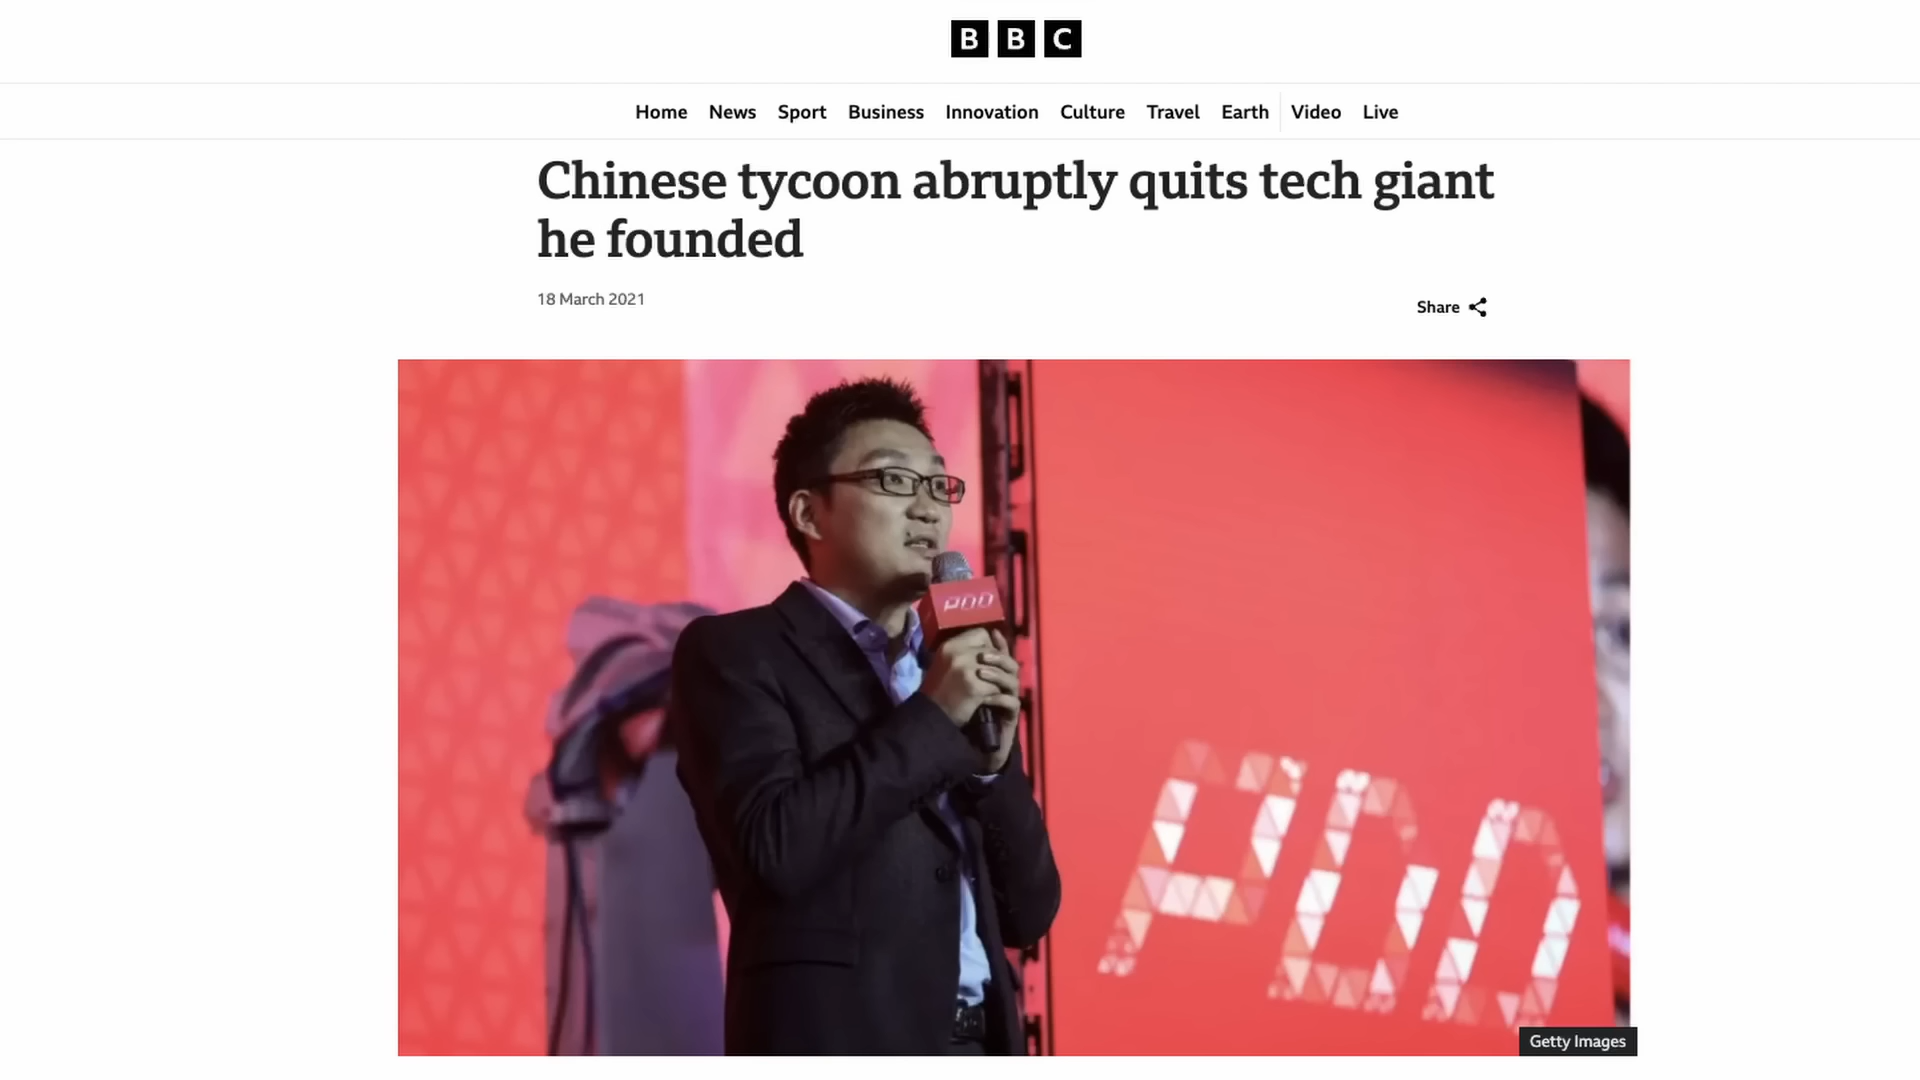 BBC
Home News Sport Business Innovation Culture Travel Earth Video Live
Chinese tycoon abruptly quits tech giant
he founded
18 March 2021
Share
PDD
PDD
Getty Images